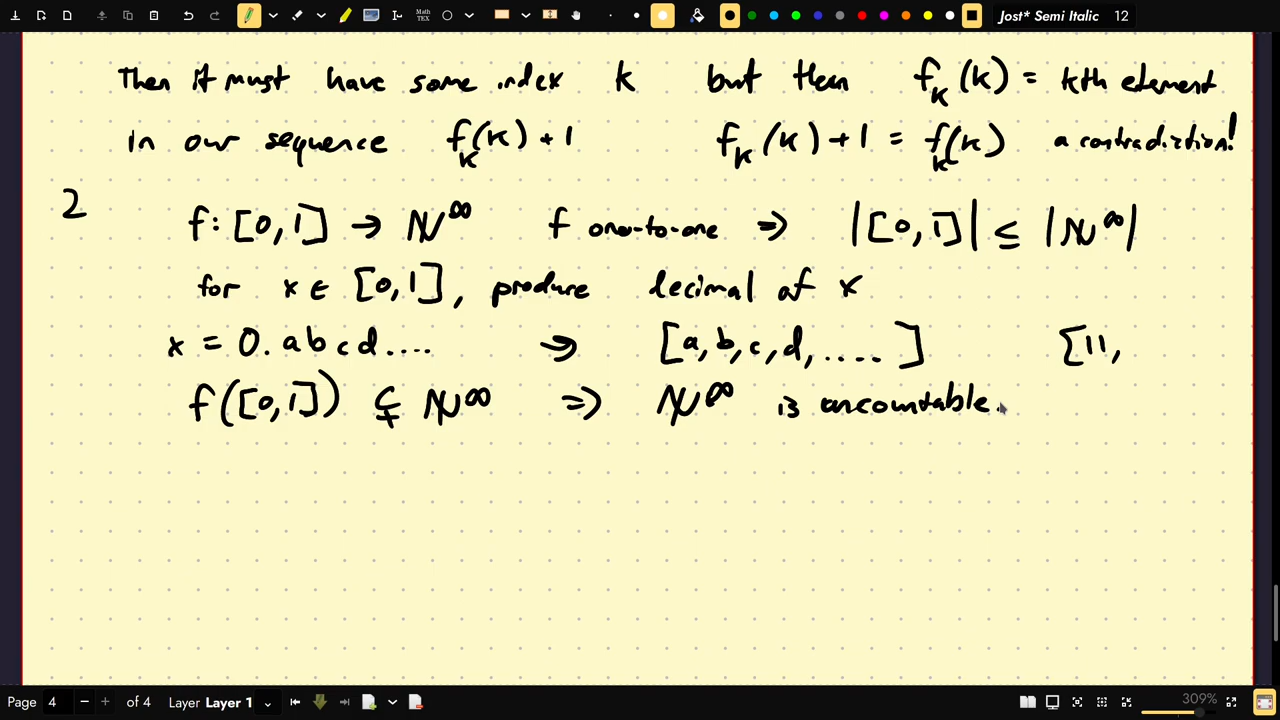 Math TEX
Jost* Semi Italic 12
Then it must have some index k but then f_k(k) = kth element
in our sequence f_k(k) + 1 f_k(k) + 1 = f_k(k) a contradiction!
2 f: [0,1] → ℕ^∞ f one-to-one ⇒ |[0,1]| ≤ |ℕ^∞|
for x ∈ [0,1], produce decimal of x
x = 0.abcd.... → [a,b,c,d,.....] [11,
f([0,1]) ⊊ ℕ^∞ ⇒ ℕ^∞ is uncountable.
Page 4 of 4 Layer Layer 1 309%